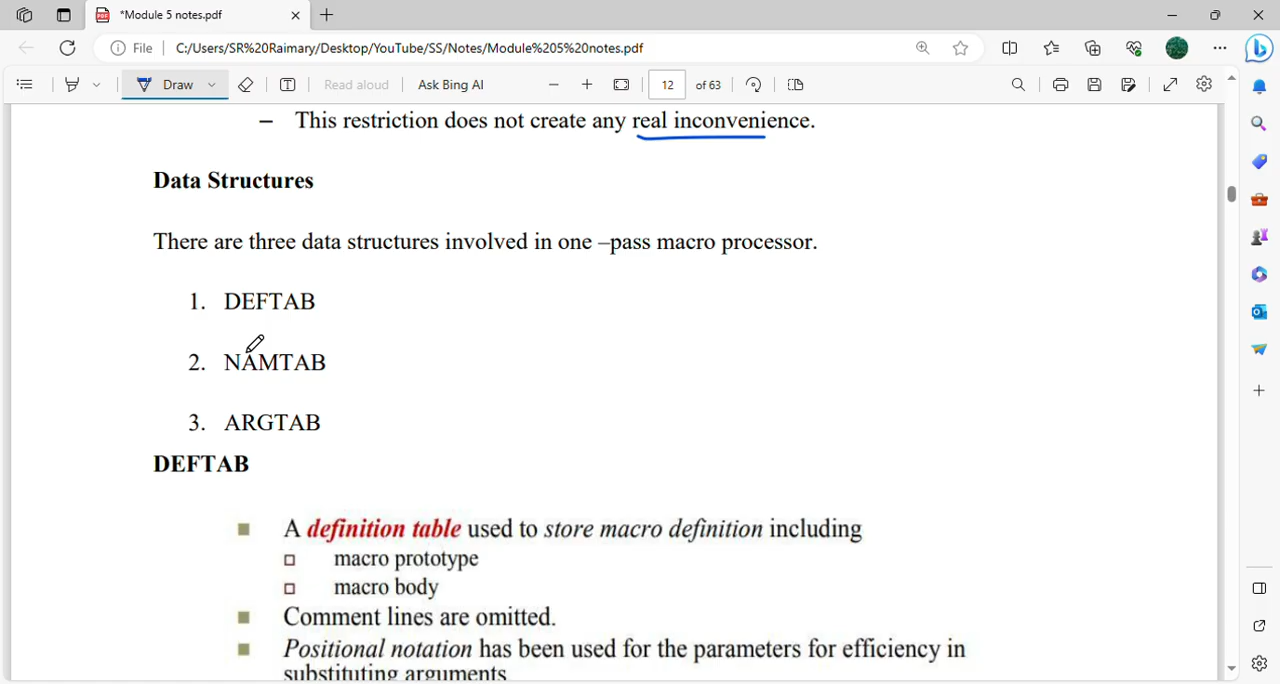 *Module 5 notes.pdf
File C:/Users/SR%20Raimary/Desktop/YouTube/SS/Notes/Module%205%20notes.pdf
Draw Read aloud Ask Bing AI 12 of 63
– This restriction does not create any real inconvenience.
Data Structures
There are three data structures involved in one –pass macro processor.
1. DEFTAB
2. NAMTAB
3. ARGTAB
DEFTAB
A definition table used to store macro definition including
macro prototype
macro body
Comment lines are omitted.
Positional notation has been used for the parameters for efficiency in
substituting arguments